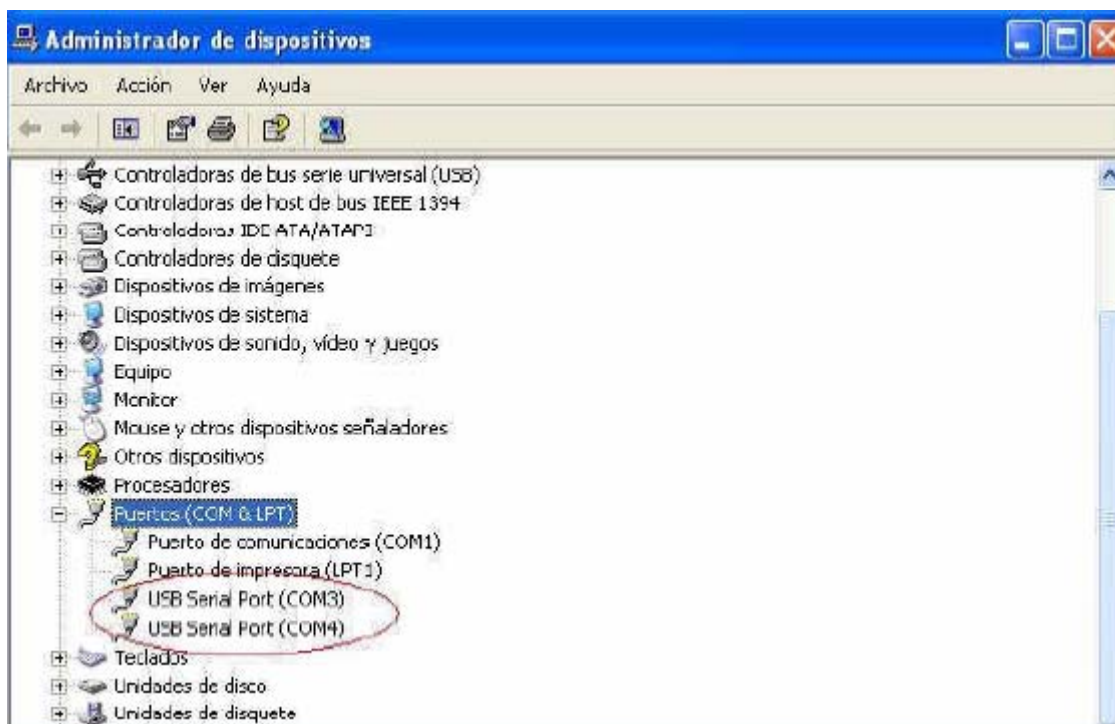 Administrador de dispositivos
Archivo Acción Ver Ayuda
Controladoras de bus serie universal (USB)
Controladoras de host de bus IEEE 1394
Controladoras IDE ATA/ATAPI
Controladores de disquete
Dispositivos de imágenes
Dispositivos de sistema
Dispositivos de sonido, vídeo y juegos
Equipo
Monitor
Mouse y otros dispositivos señaladores
Otros dispositivos
Procesadores
Puertos (COM & LPT)
Puerto de comunicaciones (COM1)
Puerto de impresora (LPT1)
USB Serial Port (COM3)
USB Serial Port (COM4)
Teclados
Unidades de disco
Unidades de disquete